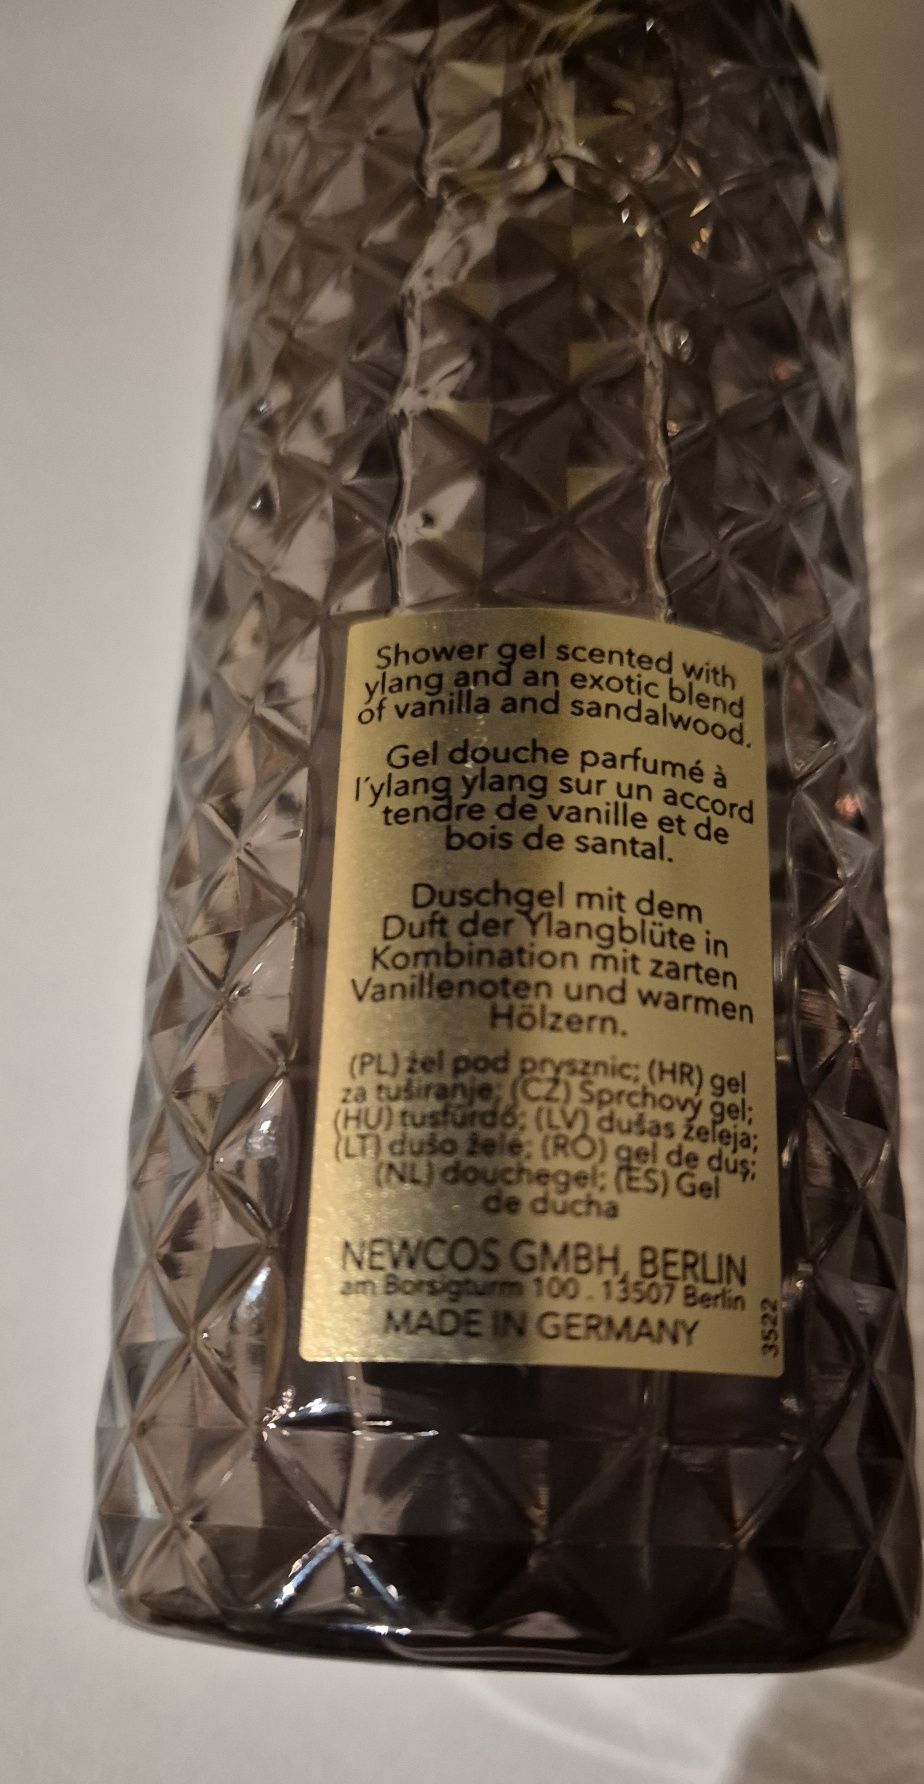 Shower gel scented with
ylang and an exotic blend
of vanilla and sandalwood.
Gel douche parfumé à
l'ylang ylang sur un accord
tendre de vanille et de
bois de santal.
Duschgel mit dem
Duft der Ylangblüte in
Kombination mit zarten
Vanillenoten und warmen
Hölzern.
(PL) żel pod prysznic; (HR) gel
za tuširanje; (CZ) Sprchový gel;
(HU) tusfürdő; (LV) dušas želeja;
(LT) dušo želė; (RO) gel de duş;
(NL) douchegel; (ES) Gel
de ducha
NEWCOS GMBH, BERLIN
am Borsigturm 100 . 13507 Berlin
MADE IN GERMANY
3522